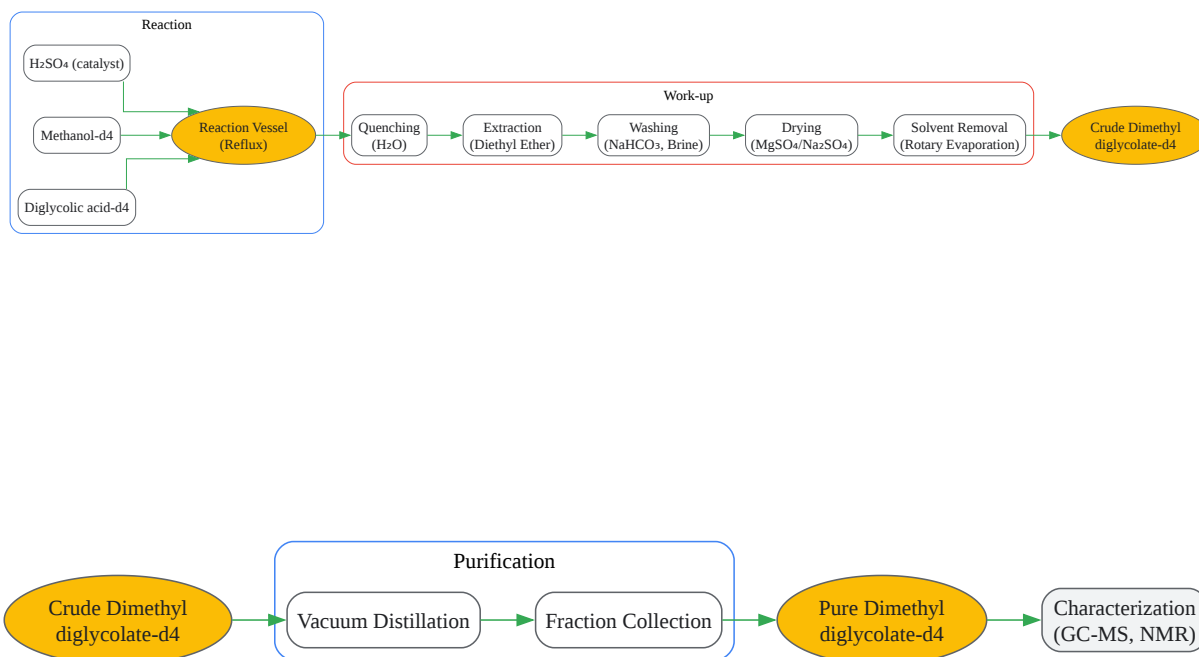 Reaction
H₂SO₄ (catalyst)
Methanol-d4
Diglycolic acid-d4
Reaction Vessel
(Reflux)
Work-up
Quenching
(H₂O)
Extraction
(Diethyl Ether)
Washing
(NaHCO₃, Brine)
Drying
(MgSO₄/Na₂SO₄)
Solvent Removal
(Rotary Evaporation)
Crude Dimethyl
diglycolate-d4
Crude Dimethyl
diglycolate-d4
Purification
Vacuum Distillation
Fraction Collection
Pure Dimethyl
diglycolate-d4
Characterization
(GC-MS, NMR)